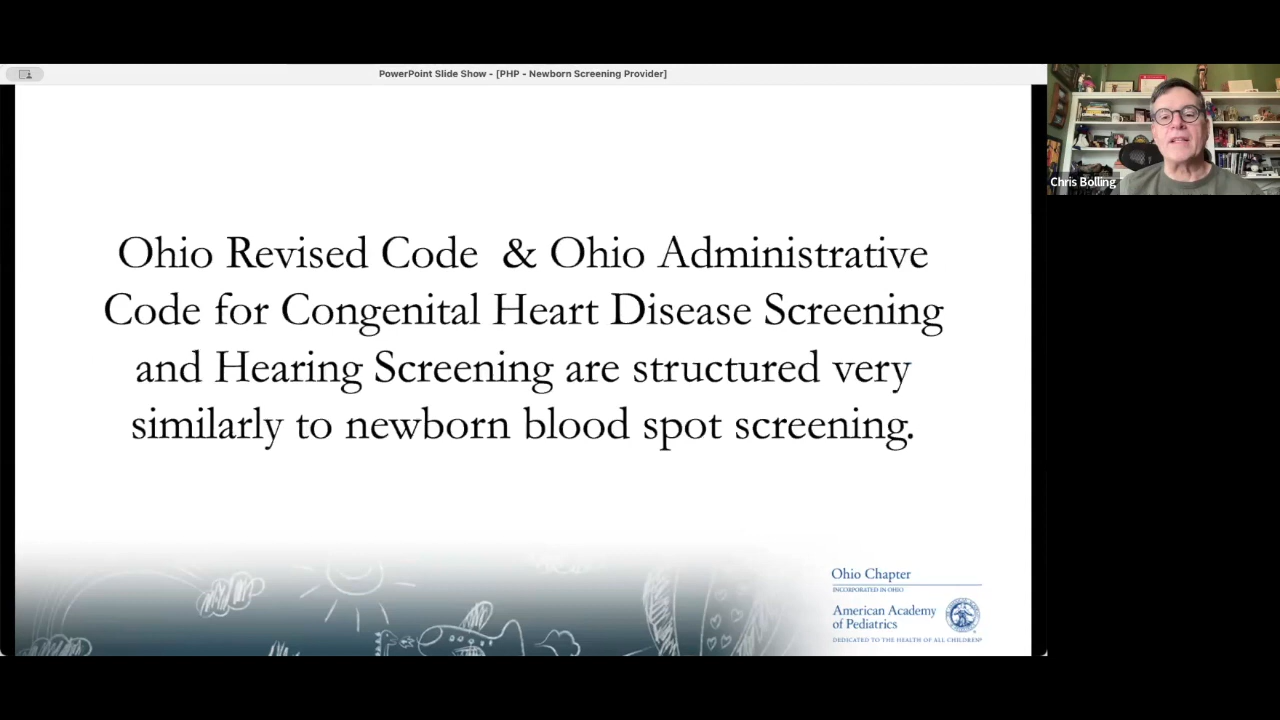 PowerPoint Slide Show - [PHP - Newborn Screening Provider]
Ohio Revised Code & Ohio Administrative
Code for Congenital Heart Disease Screening
and Hearing Screening are structured very
similarly to newborn blood spot screening.
Chris Bolling
Ohio Chapter
INCORPORATED IN OHIO
American Academy
of Pediatrics
DEDICATED TO THE HEALTH OF ALL CHILDREN®